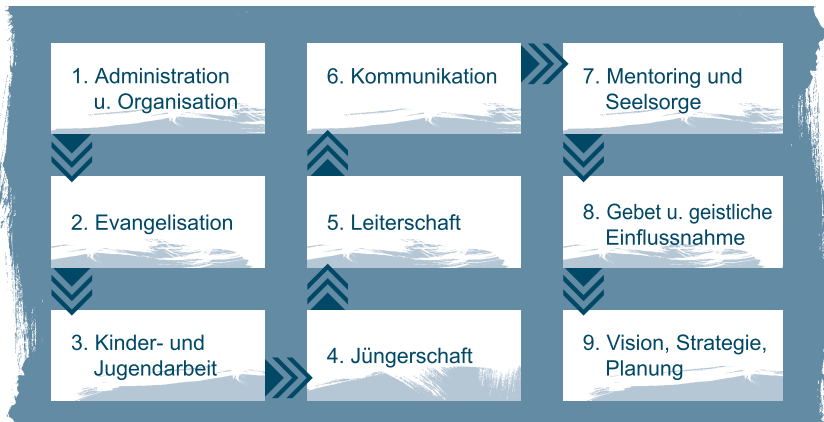 1. Administration
u. Organisation
2. Evangelisation
3. Kinder- und
Jugendarbeit
4. Jüngerschaft
5. Leiterschaft
6. Kommunikation
7. Mentoring und
Seelsorge
8. Gebet u. geistliche
Einflussnahme
9. Vision, Strategie,
Planung